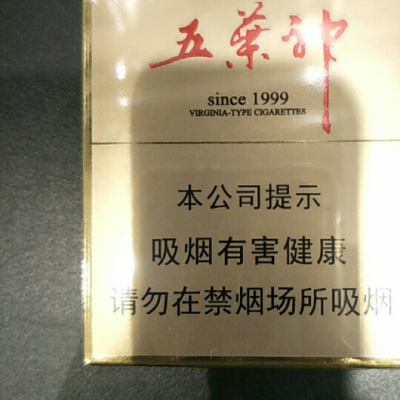 五叶神
since 1999
VIRGINIA-TYPE CIGARETTES
本公司提示
吸烟有害健康
请勿在禁烟场所吸烟